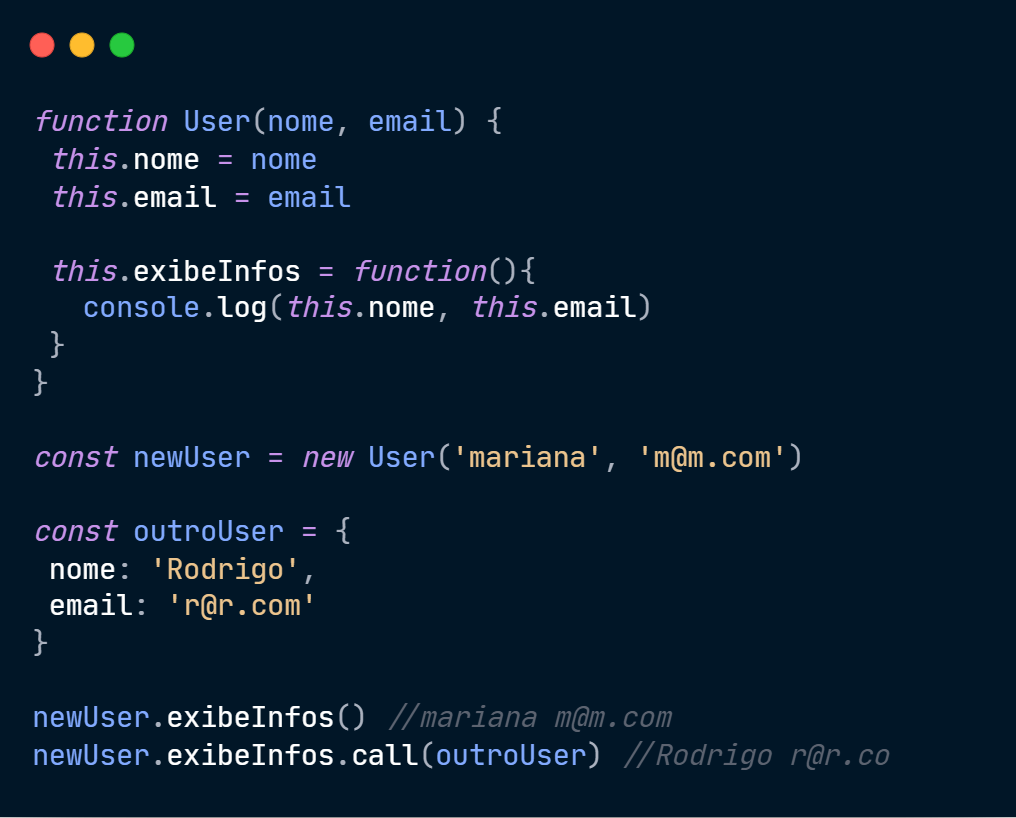 function User(nome, email) {
 this.nome = nome
 this.email = email

 this.exibeInfos = function(){
   console.log(this.nome, this.email)
 }
}

const newUser = new User('mariana', 'm@m.com')

const outroUser = {
 nome: 'Rodrigo',
 email: 'r@r.com'
}

newUser.exibeInfos() //mariana m@m.com
newUser.exibeInfos.call(outroUser) //Rodrigo r@r.co